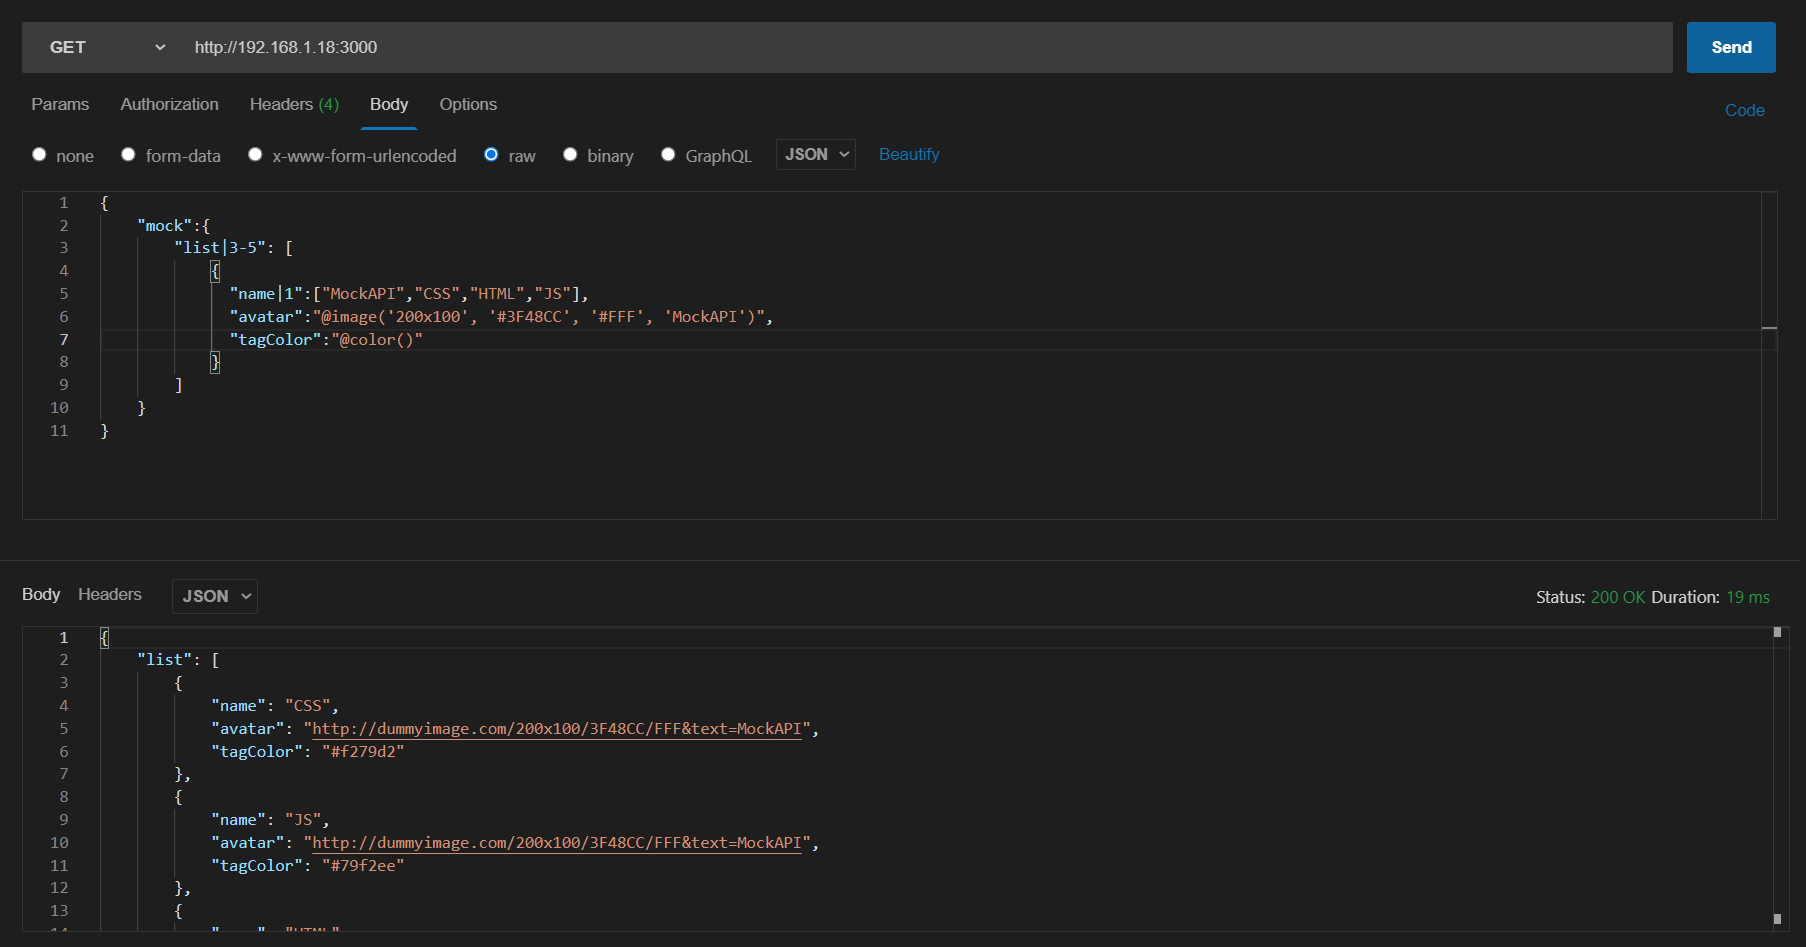 GET http://192.168.1.18:3000 Send
Params Authorization Headers (4) Body Options Code
none form-data x-www-form-urlencoded raw binary GraphQL JSON Beautify
1 {
2 "mock":{
3 "list|3-5": [
4 {
5 "name|1":["MockAPI","CSS","HTML","JS"],
6 "avatar":"@image('200x100', '#3F48CC', '#FFF', 'MockAPI')",
7 "tagColor":"@color()"
8 }
9 ]
10 }
11 }
Body Headers JSON Status: 200 OK Duration: 19 ms
1 {
2 "list": [
3 {
4 "name": "CSS",
5 "avatar": "http://dummyimage.com/200x100/3F48CC/FFF&text=MockAPI",
6 "tagColor": "#f279d2"
7 },
8 {
9 "name": "JS",
10 "avatar": "http://dummyimage.com/200x100/3F48CC/FFF&text=MockAPI",
11 "tagColor": "#79f2ee"
12 },
13 {